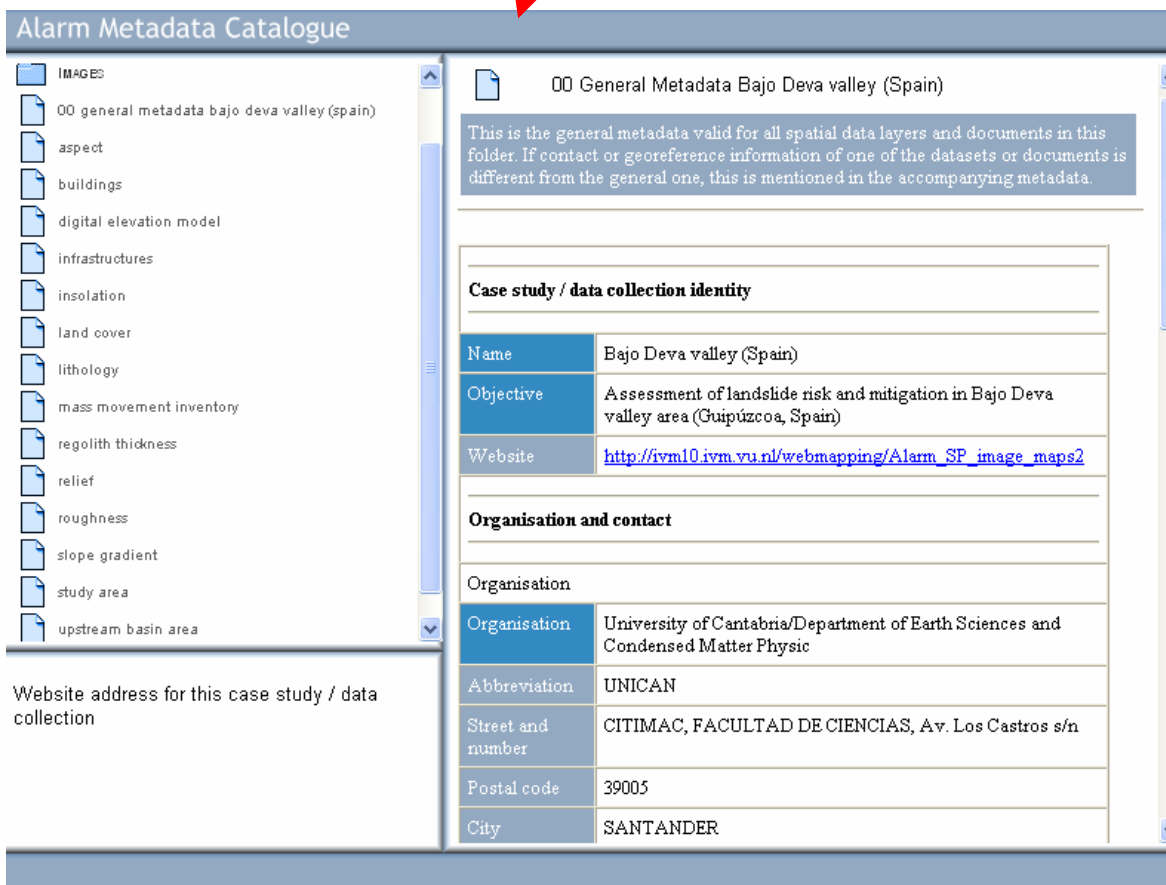 Alarm Metadata Catalogue
IMAGES
00 general metadata bajo deva valley (spain)
aspect
buildings
digital elevation model
infrastructures
insolation
land cover
lithology
mass movement inventory
regolith thickness
relief
roughness
slope gradient
study area
upstream basin area
Website address for this case study / data
collection
00 General Metadata Bajo Deva valley (Spain)
This is the general metadata valid for all spatial data layers and documents in this
folder. If contact or georeference information of one of the datasets or documents is
different from the general one, this is mentioned in the accompanying metadata.
Case study / data collection identity
Name
Bajo Deva valley (Spain)
Objective
Assessment of landslide risk and mitigation in Bajo Deva
valley area (Guipúzcoa, Spain)
Website
http://ivm10.ivm.vu.nl/webmapping/Alarm_SP_image_maps2
Organisation and contact
Organisation
Organisation
University of Cantabria/Department of Earth Sciences and
Condensed Matter Physic
Abbreviation
UNICAN
Street and
number
CITIMAC, FACULTAD DE CIENCIAS, Av. Los Castros s/n
Postal code
39005
City
SANTANDER